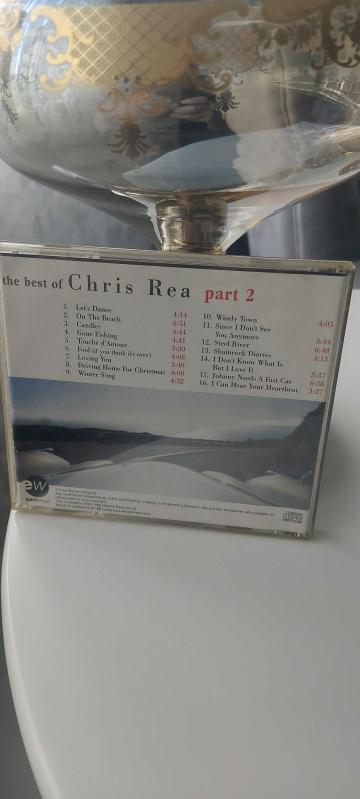 the best of Chris Rea part 2
1. Let's Dance 4:14
2. On The Beach 6:51
3. Candles 4:44
4. Gone Fishing 4:41
5. Touché d'Amour 3:30
6. Fool (if you think it's over) 4:08
7. Loving You 3:49
8. Driving Home For Christmas 4:00
9. Winter Song 4:32
10. Windy Town 4:05
11. Since I Don't See
You Anymore 3:44
12. Steel River 6:48
13. Shamrock Diaries 4:13
14. I Don't Know What Is
But I Love It 3:37
15. Johnny Needs A Fast Car 6:38
16. I Can Hear Your Heartbeat 3:27
ew